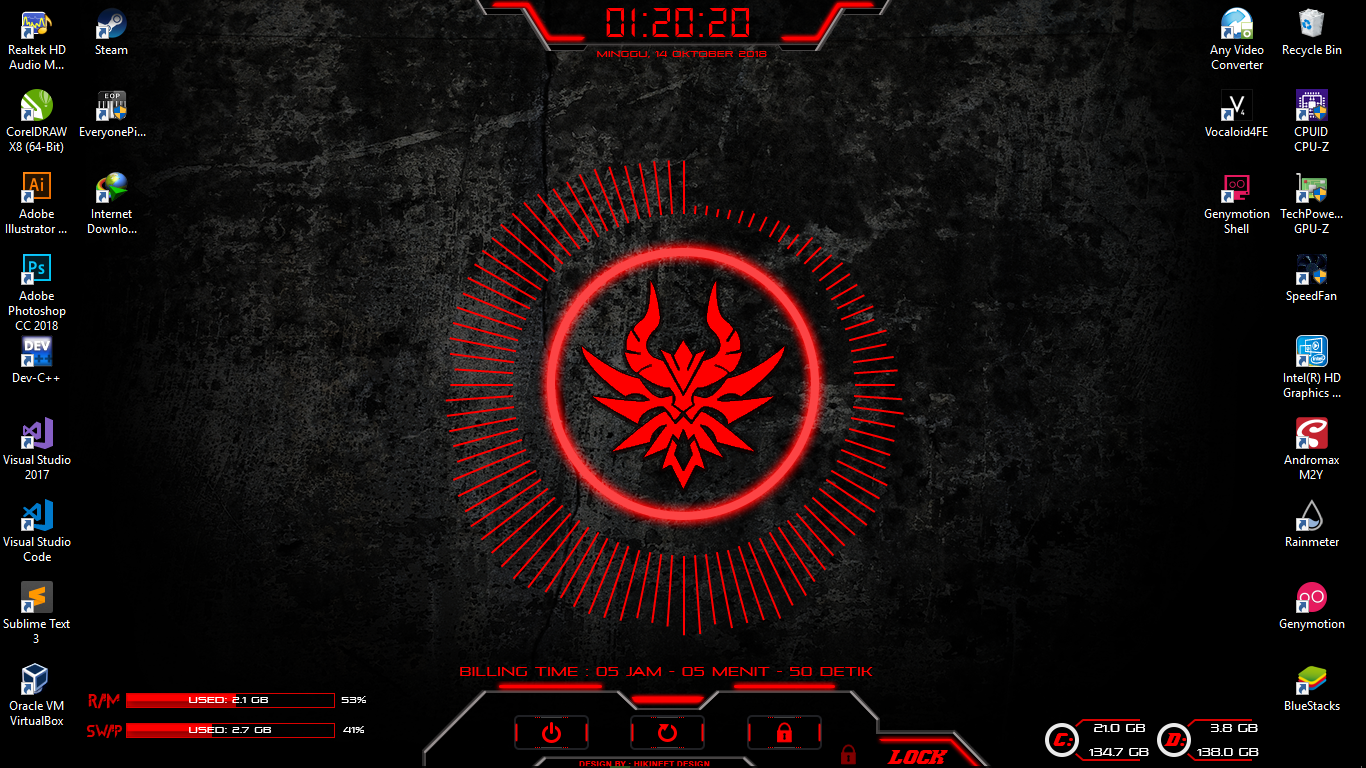 Realtek HD
Audio M...
Steam
CorelDRAW
X8 (64-Bit)
EOP
EveryonePi...
Ai
Adobe
Illustrator ...
Internet
Downlo...
Ps
Adobe
Photoshop
CC 2018
DEV
Dev-C++
Visual Studio
2017
Visual Studio
Code
Sublime Text
3
Oracle VM
VirtualBox
01:20:20
MINGGU, 14 OKTOBER 2018
Any Video
Converter
Recycle Bin
V4
Vocaloid4FE
CPUID
CPU-Z
Genymotion
Shell
TechPowe...
GPU-Z
SpeedFan
Intel(R) HD
Graphics ...
Andromax
M2Y
Rainmeter
Genymotion
BlueStacks
BILLING TIME : 05 JAM - 05 MENIT - 50 DETIK
RAM USED: 2.1 GB 53%
SWAP USED: 2.7 GB 41%
LOCK
DESIGN BY : HIKINEET DESIGN
C: 21.0 GB
134.7 GB
D: 3.8 GB
138.0 GB